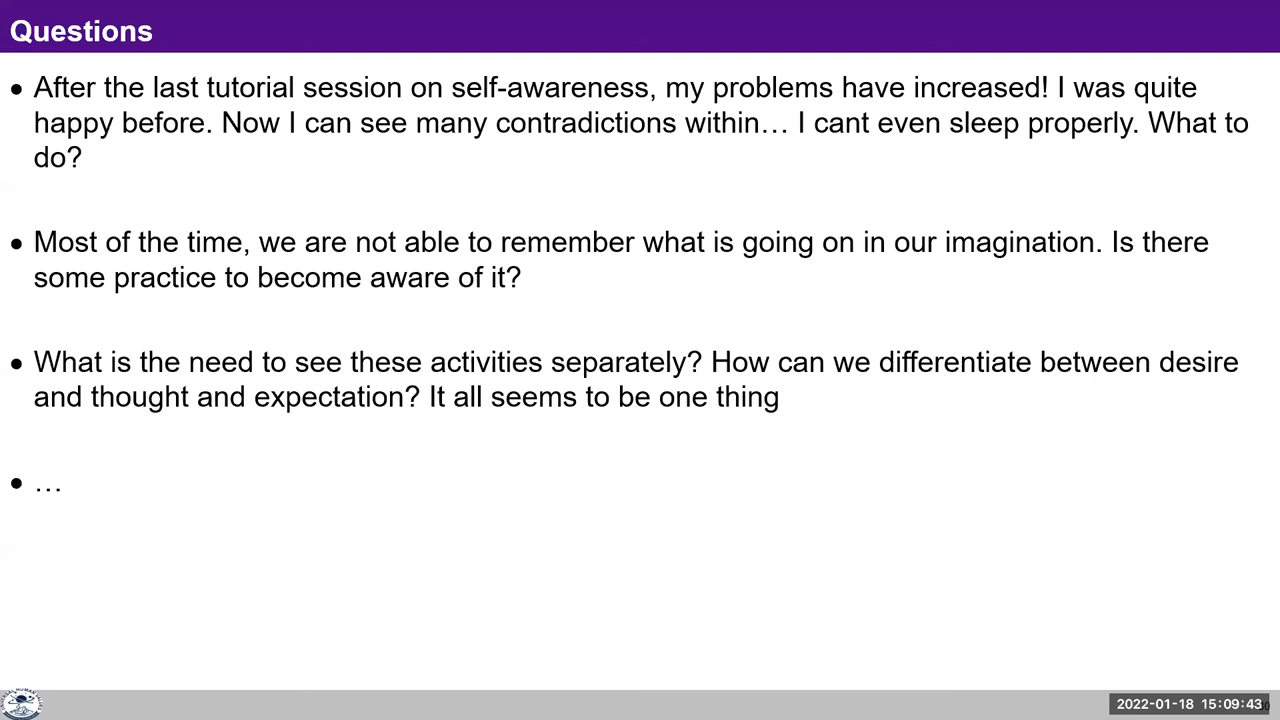 Questions
• After the last tutorial session on self-awareness, my problems have increased! I was quite
happy before. Now I can see many contradictions within… I cant even sleep properly. What to
do?
• Most of the time, we are not able to remember what is going on in our imagination. Is there
some practice to become aware of it?
• What is the need to see these activities separately? How can we differentiate between desire
and thought and expectation? It all seems to be one thing
• …
2022-01-18 15:09:43